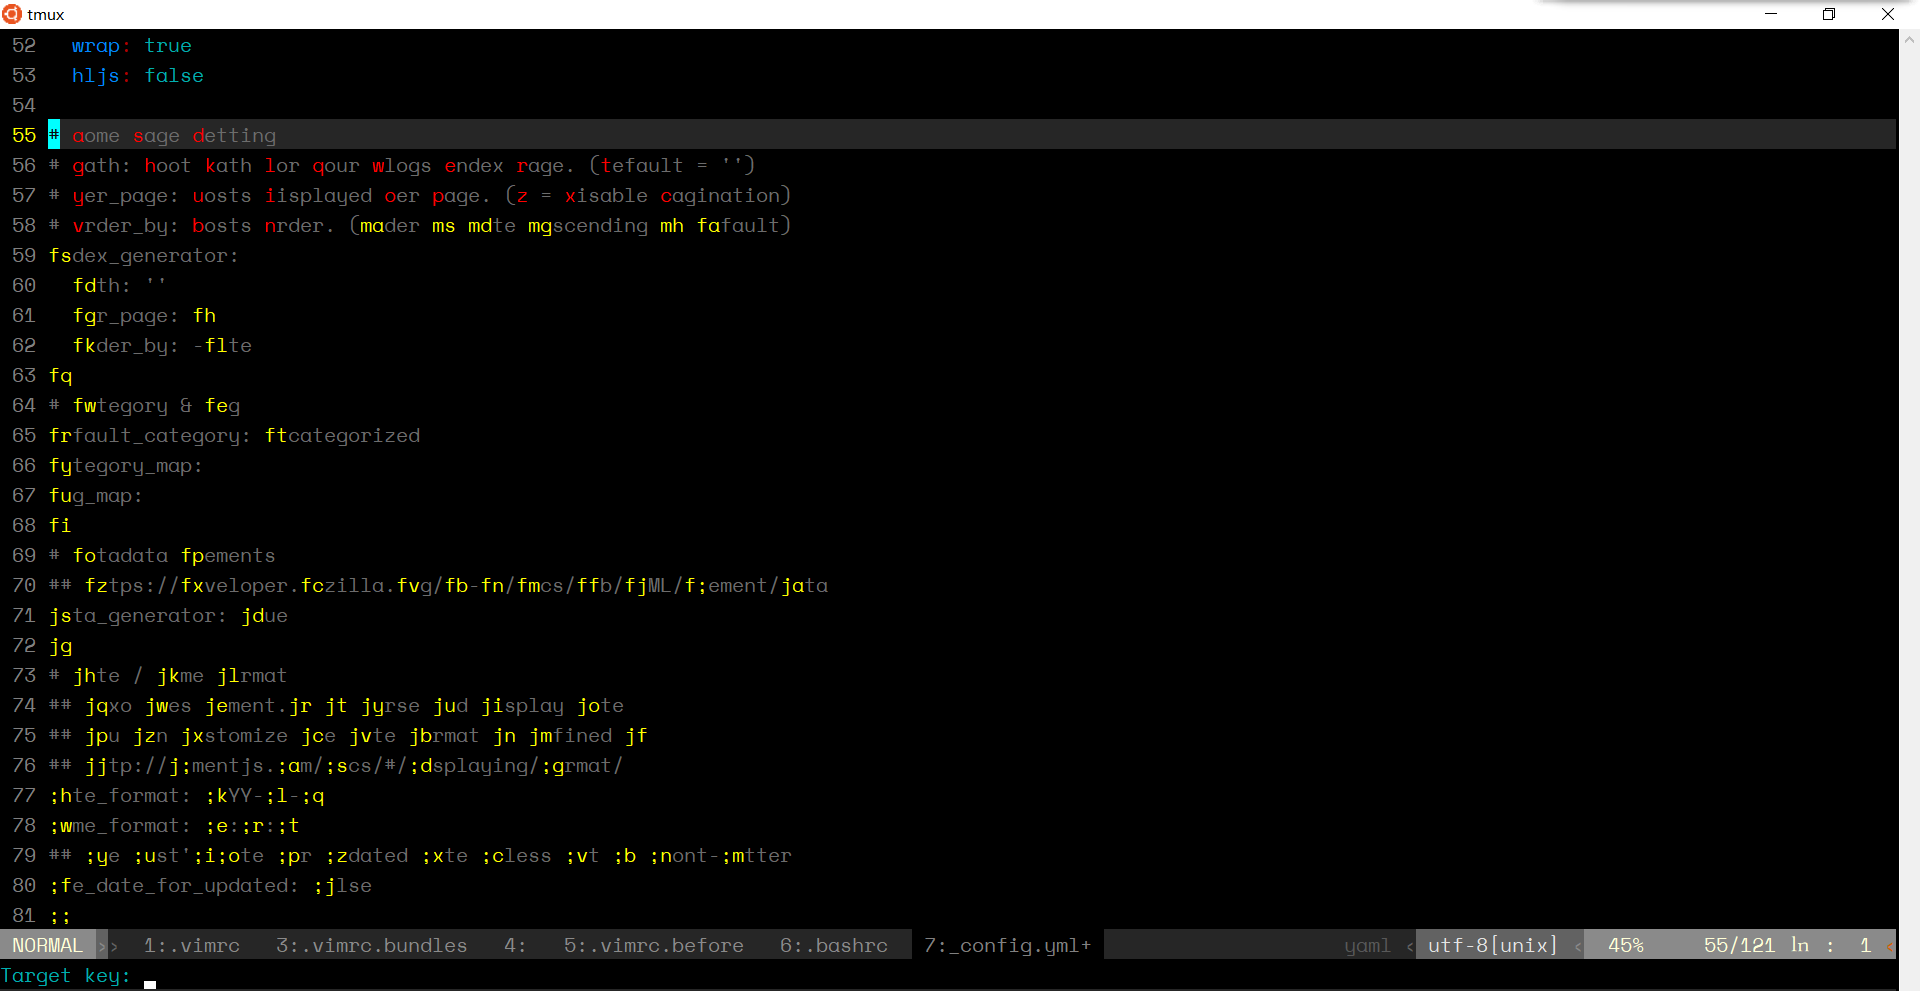 tmux
52   wrap: true
53   hljs: false
54
55 # aome sage detting
56 # gath: hoot kath lor qour wlogs endex rage. (tefault = '')
57 # yer_page: uosts iisplayed oer page. (z = xisable cagination)
58 # vrder_by: bosts nrder. (mader ms mdte mgscending mh fafault)
59 fsdex_generator:
60   fdth: ''
61   fgr_page: fh
62   fkder_by: -flte
63 fq
64 # fwtegory & feg
65 frfault_category: ftcategorized
66 fytegory_map:
67 fug_map:
68 fi
69 # fotadata fpements
70 ## fztps://fxveloper.fczilla.fvg/fb-fn/fmcs/ffb/fjML/f;ement/jata
71 jsta_generator: jdue
72 jg
73 # jhte / jkme jlrmat
74 ## jqxo jwes jement.jr jt jyrse jud jisplay jote
75 ## jpu jzn jxstomize jce jvte jbrmat jn jmfined jf
76 ## jjtp://j;mentjs.;am/;scs/#/;dsplaying/;grmat/
77 ;hte_format: ;kYY-;l-;q
78 ;wme_format: ;e:;r:;t
79 ## ;ye ;ust';i;ote ;pr ;zdated ;xte ;cless ;vt ;b ;nont-;mtter
80 ;fe_date_for_updated: ;jlse
81 ;;
NORMAL >> 1:.vimrc 3:.vimrc.bundles 4: 5:.vimrc.before 6:.bashrc 7:_config.yml+ yaml < utf-8[unix] < 45% 55/121 ln : 1 <
Target key: